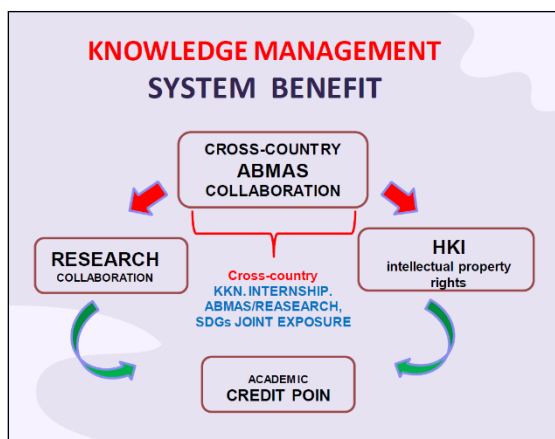 KNOWLEDGE MANAGEMENT
SYSTEM BENEFIT
CROSS-COUNTRY
ABMAS
COLLABORATION
RESEARCH
COLLABORATION
Cross-country
KKN. INTERNSHIP.
ABMAS/REASEARCH,
SDGs JOINT EXPOSURE
HKI
intellectual property
rights
ACADEMIC
CREDIT POIN